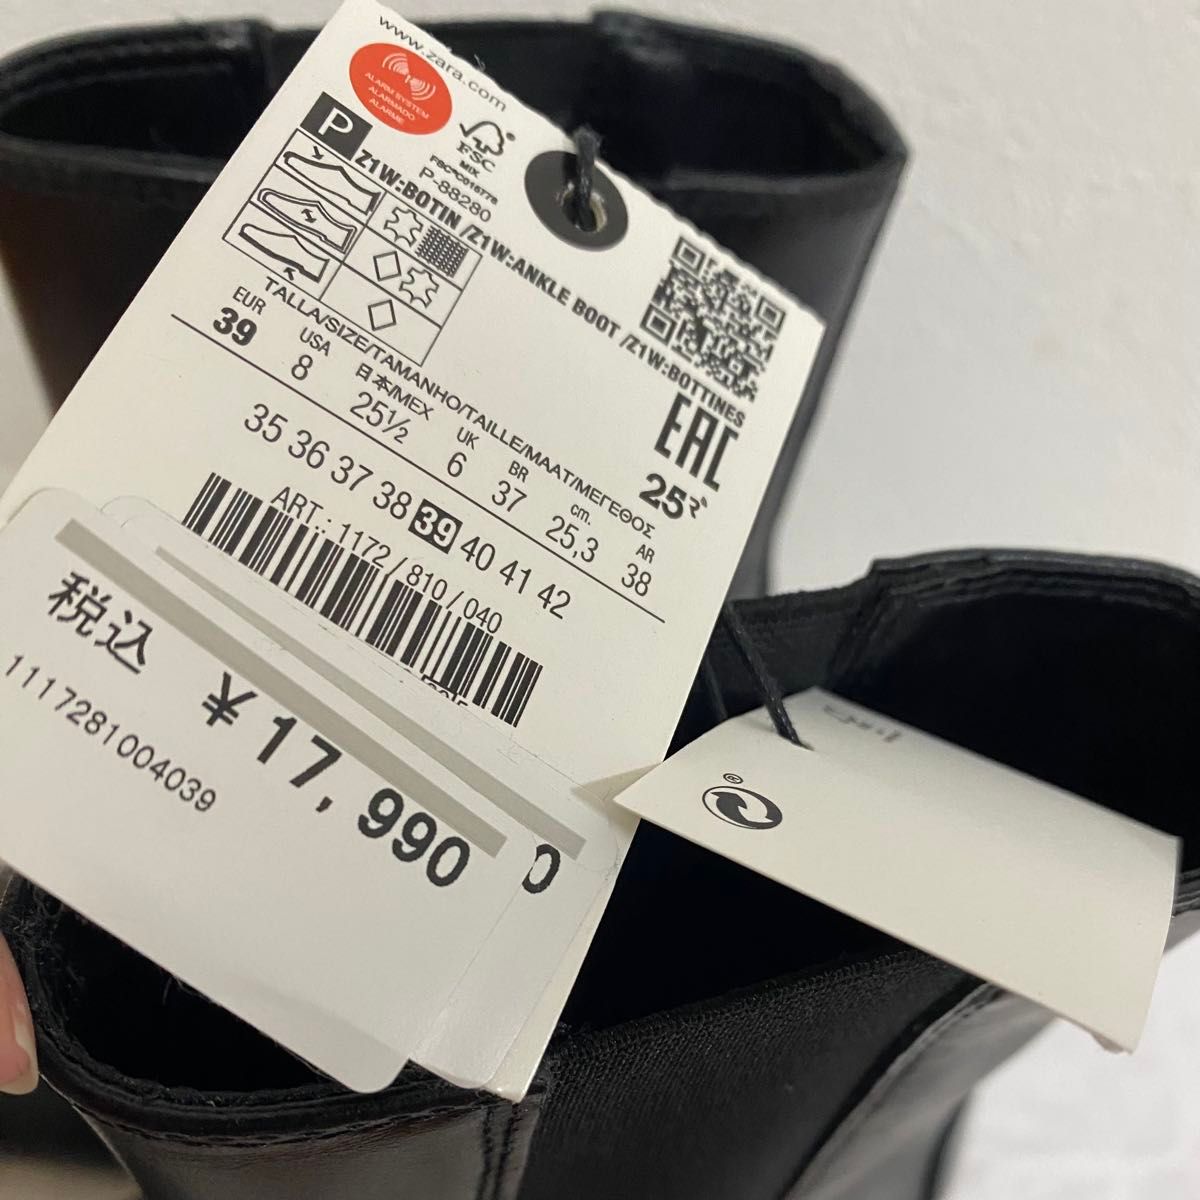 www.zara.com
ALARM SYSTEM
ALARMADO
ALARME
FSC
MIX
FSC® C016778
P-88280
P
Z1W:BOTIN /Z1W:ANKLE BOOT /Z1W:BOTTINES
EAC
TALLA/SIZE/TAMANHO/TAILLE/MAAT/ΜΕΓΕΘΟΣ
EUR USA 日本/MEX UK BR cm. AR
39 8 25½ 6 37 25,3 38
25
35 36 37 38 39 40 41 42
ART.: 1172 / 810 / 040
税込 ¥17,990
1117281004039
0
®